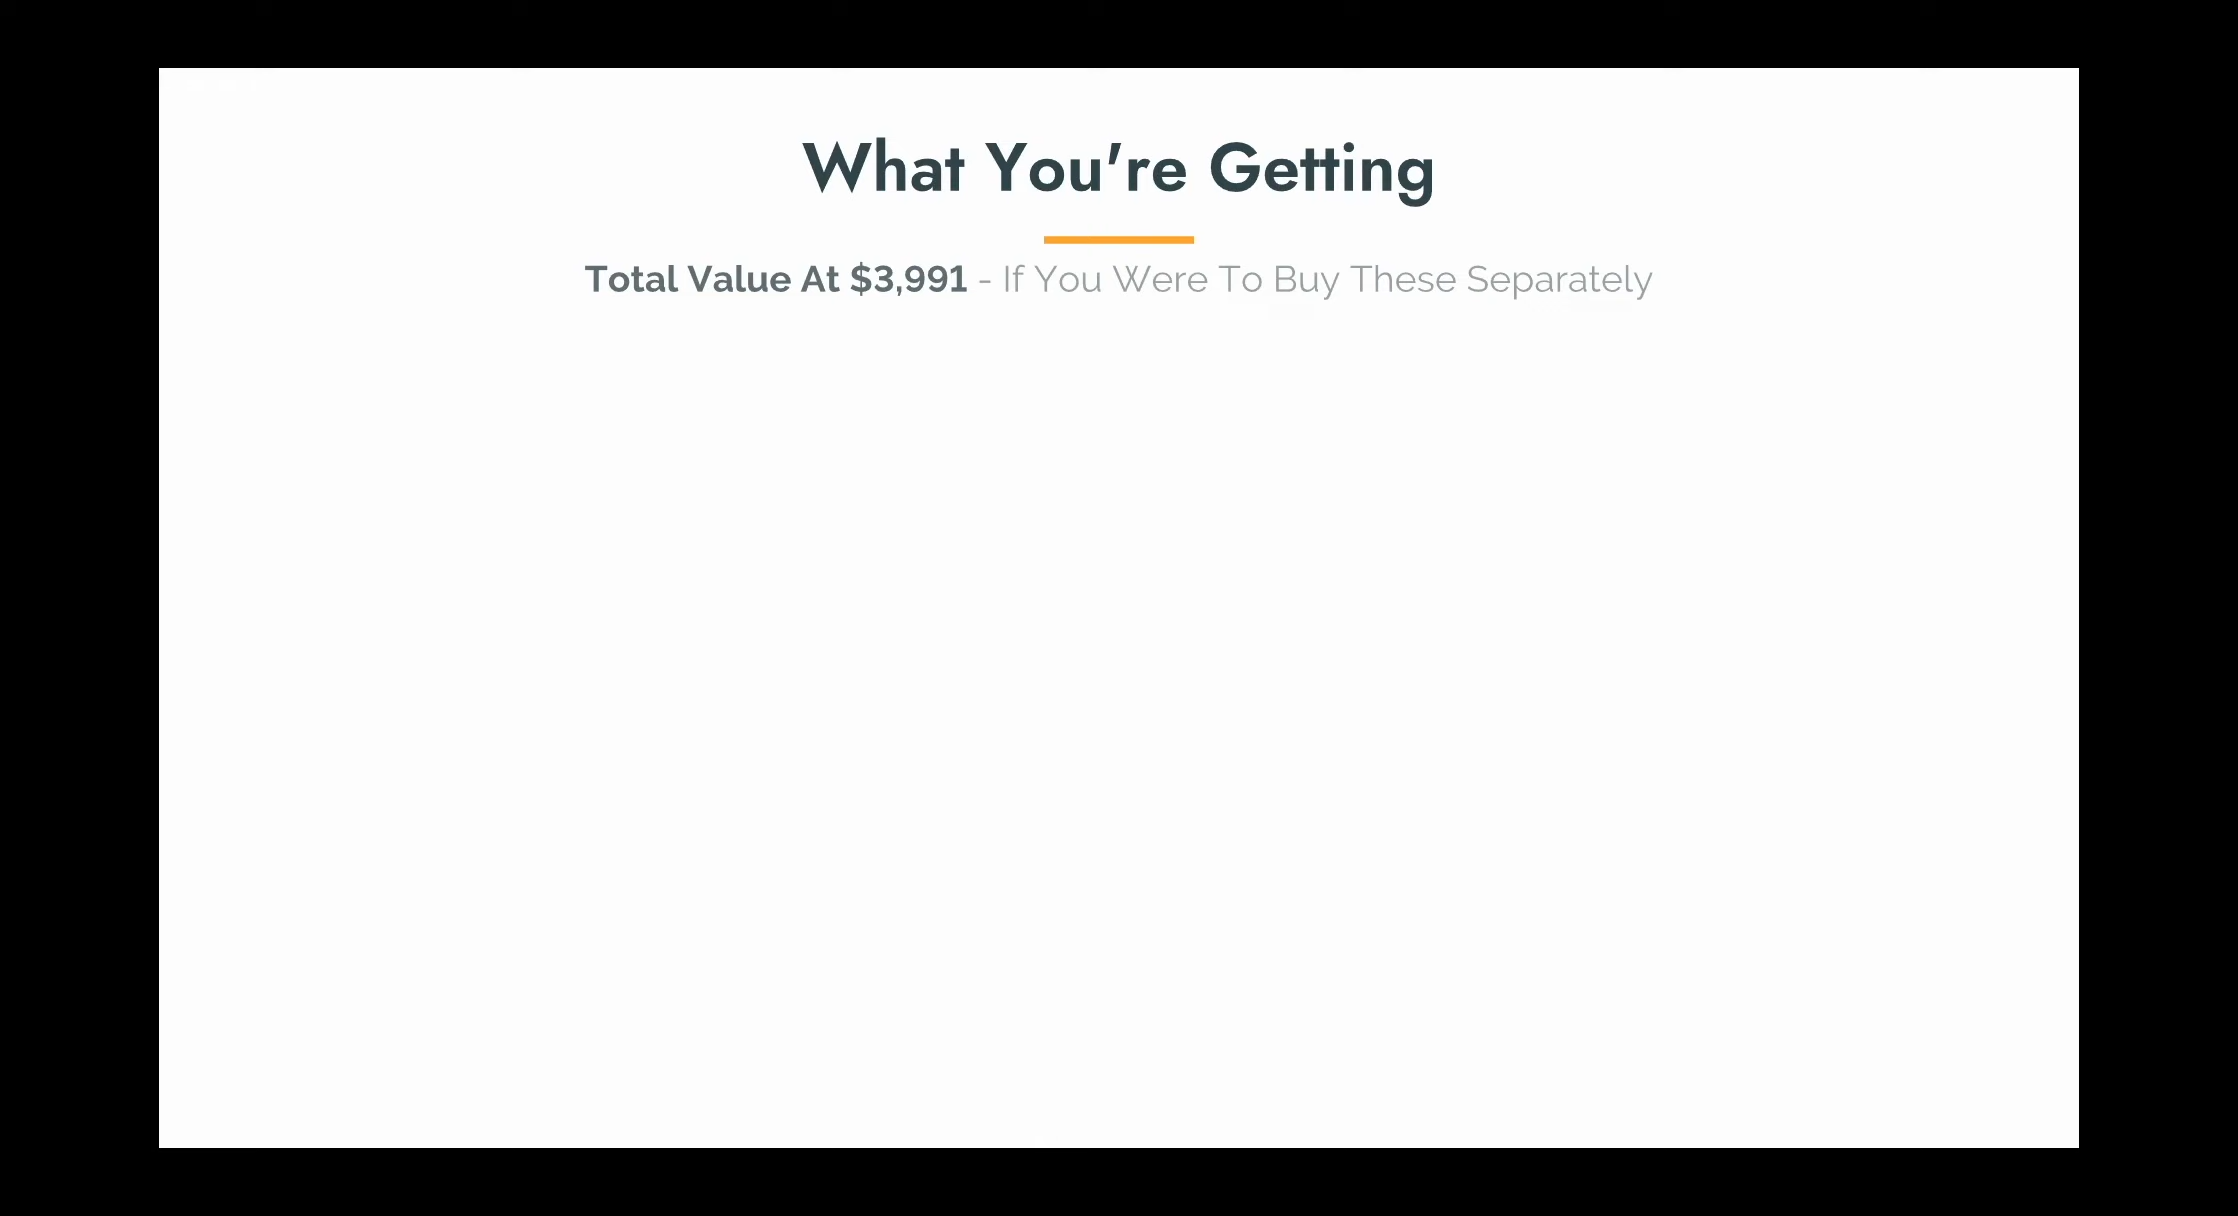 What You're Getting
Total Value At $3,991 - If You Were To Buy These Separately